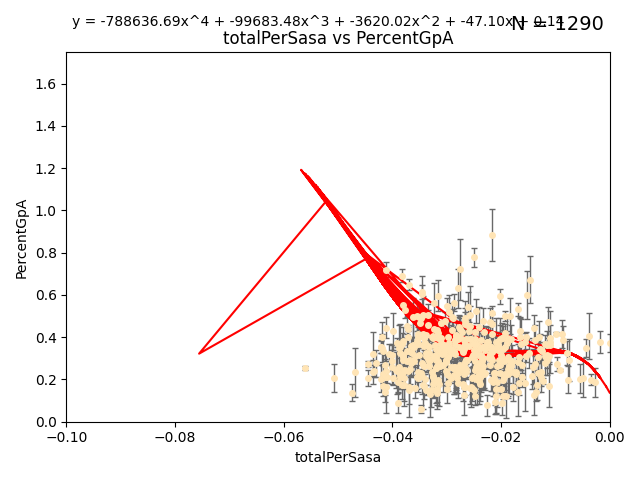 y = -788636.69x^4 + -99683.48x^3 + -3620.02x^2 + -47.10x + 0.14
N = 1290
totalPerSasa vs PercentGpA
PercentGpA
1.6
1.4
1.2
1.0
0.8
0.6
0.4
0.2
0.0
−0.10 −0.08 −0.06 −0.04 −0.02 0.00
totalPerSasa